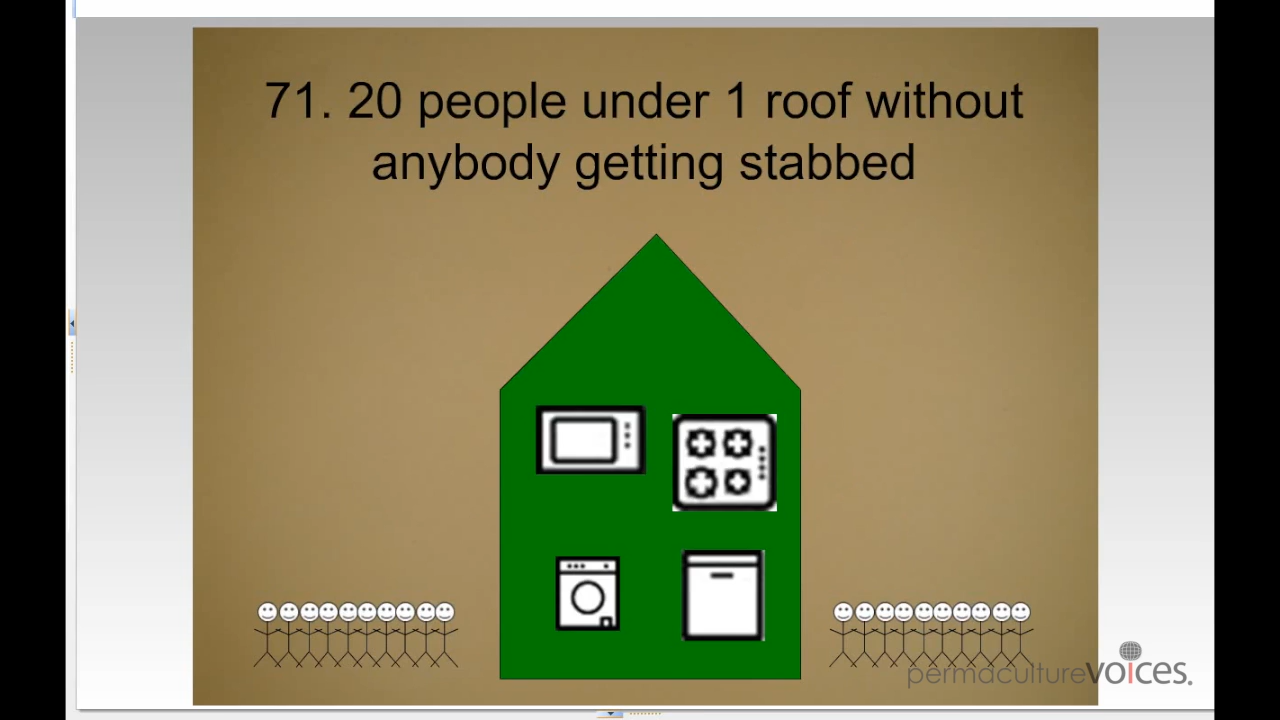 71. 20 people under 1 roof without
anybody getting stabbed
permaculturevoices.